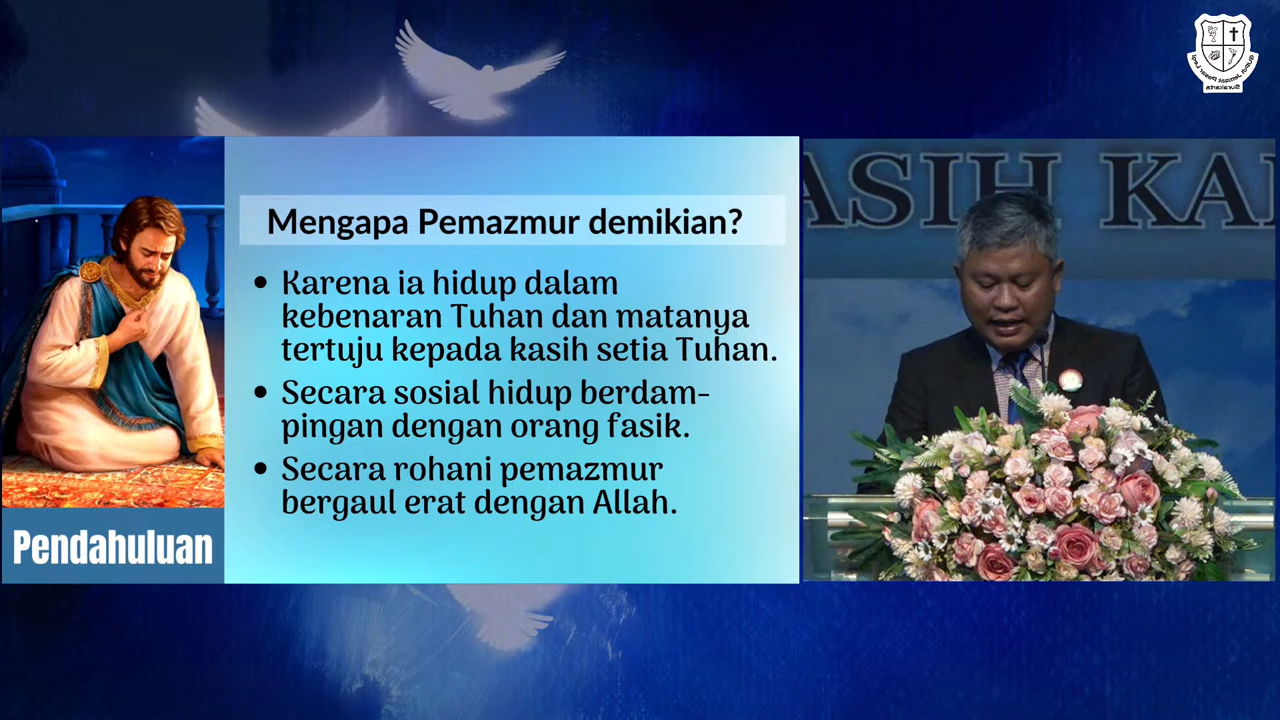 Mengapa Pemazmur demikian?
• Karena ia hidup dalam
kebenaran Tuhan dan matanya
tertuju kepada kasih setia Tuhan.
• Secara sosial hidup berdam-
pingan dengan orang fasik.
• Secara rohani pemazmur
bergaul erat dengan Allah.
Pendahuluan
ASIH KA